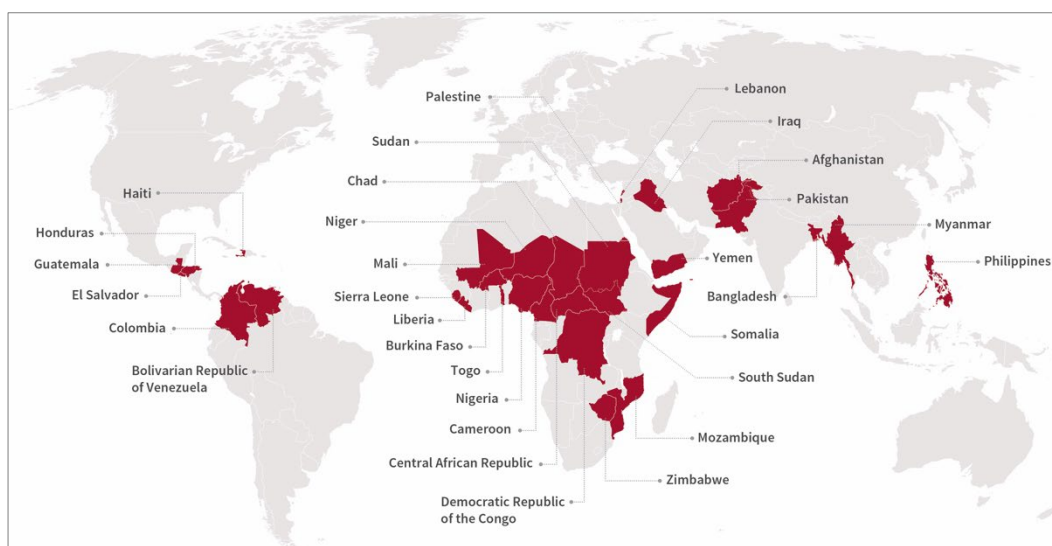 Palestine
Lebanon
Iraq
Sudan
Afghanistan
Chad
Pakistan
Haiti
Niger
Myanmar
Honduras
Mali
Yemen
Philippines
Guatemala
El Salvador
Sierra Leone
Bangladesh
Liberia
Colombia
Somalia
Burkina Faso
Bolivarian Republic
of Venezuela
Togo
South Sudan
Nigeria
Cameroon
Mozambique
Central African Republic
Zimbabwe
Democratic Republic
of the Congo